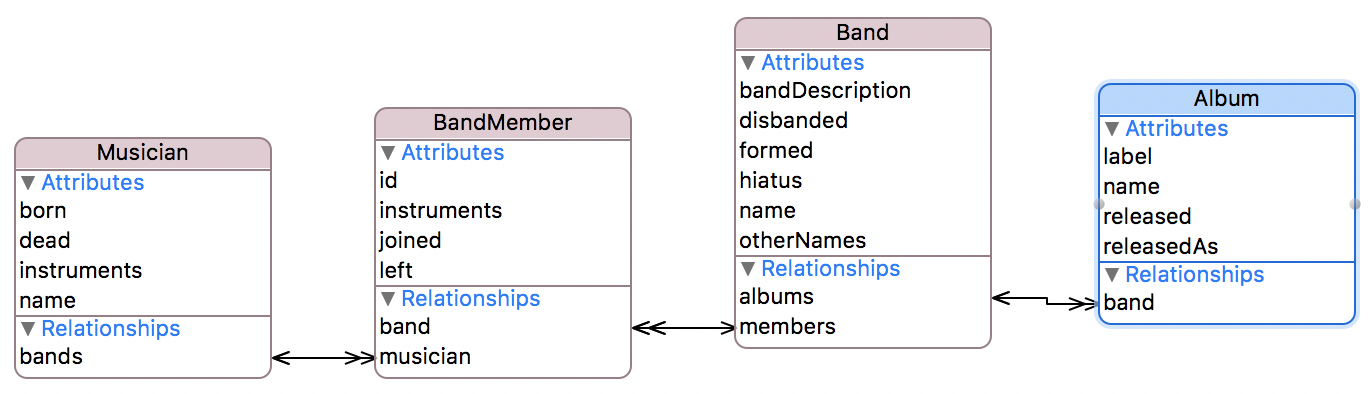 Musician
Attributes
born
dead
instruments
name
Relationships
bands
BandMember
Attributes
id
instruments
joined
left
Relationships
band
musician
Band
Attributes
bandDescription
disbanded
formed
hiatus
name
otherNames
Relationships
albums
members
Album
Attributes
label
name
released
releasedAs
Relationships
band